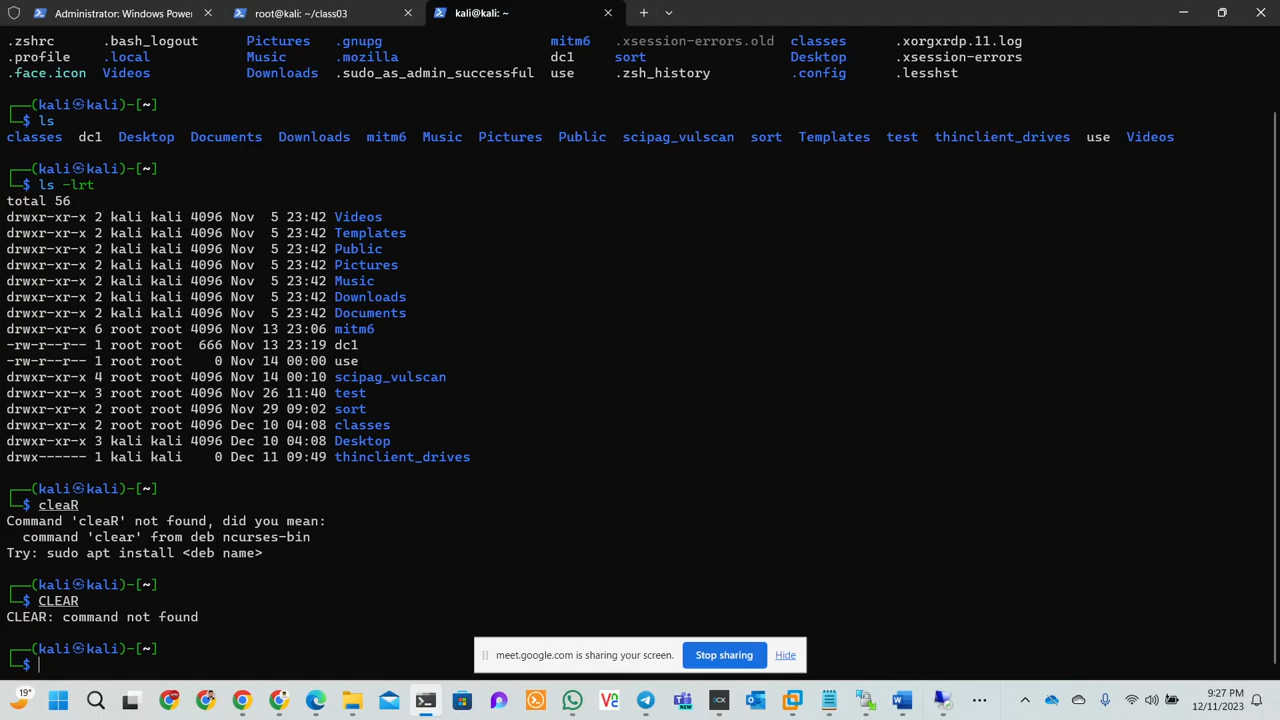 Administrator: Windows Power
root@kali: ~/class03
kali@kali: ~
.zshrc .bash_logout Pictures .gnupg mitm6 .xsession-errors.old classes .xorgxrdp.11.log
.profile .local Music .mozilla dc1 sort Desktop .xsession-errors
.face.icon Videos Downloads .sudo_as_admin_successful use .zsh_history .config .lesshst
┌──(kali㉿kali)-[~]
└─$ ls
classes dc1 Desktop Documents Downloads mitm6 Music Pictures Public scipag_vulscan sort Templates test thinclient_drives use Videos
┌──(kali㉿kali)-[~]
└─$ ls -lrt
total 56
drwxr-xr-x 2 kali kali 4096 Nov  5 23:42 Videos
drwxr-xr-x 2 kali kali 4096 Nov  5 23:42 Templates
drwxr-xr-x 2 kali kali 4096 Nov  5 23:42 Public
drwxr-xr-x 2 kali kali 4096 Nov  5 23:42 Pictures
drwxr-xr-x 2 kali kali 4096 Nov  5 23:42 Music
drwxr-xr-x 2 kali kali 4096 Nov  5 23:42 Downloads
drwxr-xr-x 2 kali kali 4096 Nov  5 23:42 Documents
drwxr-xr-x 6 root root 4096 Nov 13 23:06 mitm6
-rw-r--r-- 1 root root  666 Nov 13 23:19 dc1
-rw-r--r-- 1 root root    0 Nov 14 00:00 use
drwxr-xr-x 4 root root 4096 Nov 14 00:10 scipag_vulscan
drwxr-xr-x 3 root root 4096 Nov 26 11:40 test
drwxr-xr-x 2 root root 4096 Nov 29 09:02 sort
drwxr-xr-x 2 root root 4096 Dec 10 04:08 classes
drwxr-xr-x 3 kali kali 4096 Dec 10 04:08 Desktop
drwx------ 1 kali kali    0 Dec 11 09:49 thinclient_drives
┌──(kali㉿kali)-[~]
└─$ cleaR
Command 'cleaR' not found, did you mean:
  command 'clear' from deb ncurses-bin
Try: sudo apt install <deb name>
┌──(kali㉿kali)-[~]
└─$ CLEAR
CLEAR: command not found
┌──(kali㉿kali)-[~]
└─$
meet.google.com is sharing your screen. Stop sharing Hide
19°
9:27 PM
12/11/2023